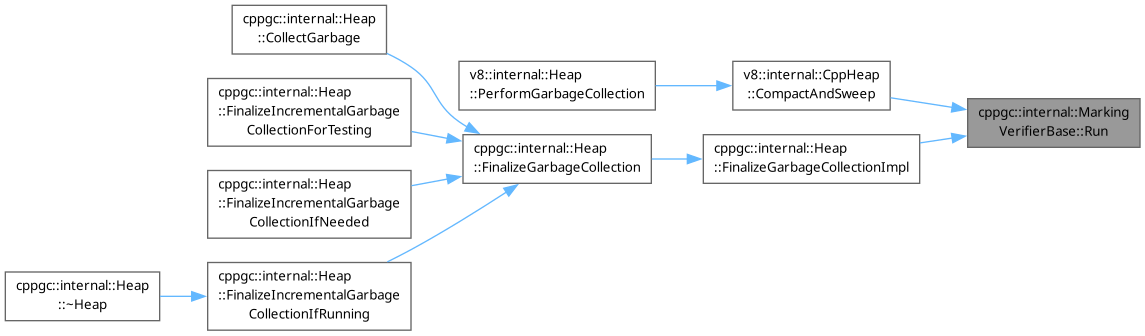 cppgc::internal::Heap
::CollectGarbage
cppgc::internal::Heap
::FinalizeIncrementalGarbage
CollectionForTesting
cppgc::internal::Heap
::FinalizeIncrementalGarbage
CollectionIfNeeded
cppgc::internal::Heap
::~Heap
cppgc::internal::Heap
::FinalizeIncrementalGarbage
CollectionIfRunning
v8::internal::Heap
::PerformGarbageCollection
cppgc::internal::Heap
::FinalizeGarbageCollection
v8::internal::CppHeap
::CompactAndSweep
cppgc::internal::Heap
::FinalizeGarbageCollectionImpl
cppgc::internal::Marking
VerifierBase::Run